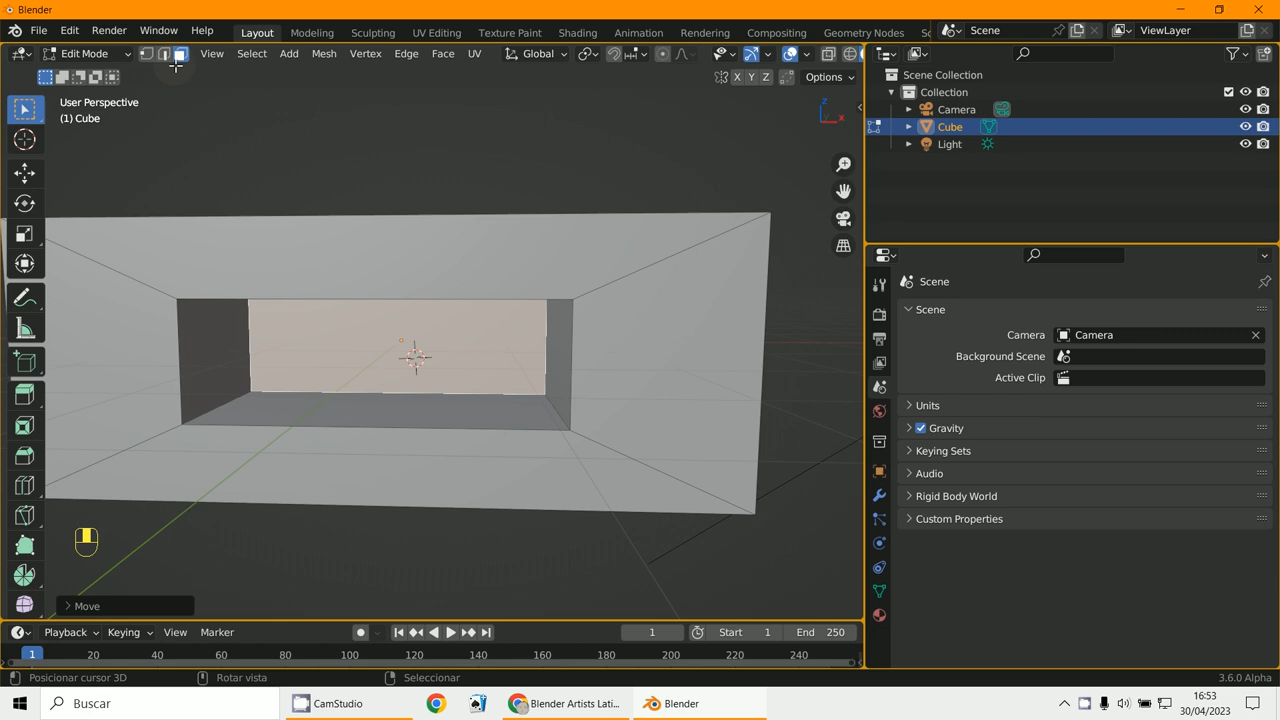 Blender
File Edit Render Window Help Layout Modeling Sculpting UV Editing Texture Paint Shading Animation Rendering Compositing Geometry Nodes Sc Scene ViewLayer
Edit Mode View Select Add Mesh Vertex Edge Face UV Global
X Y Z Options
User Perspective
(1) Cube
Z
X
Move
Scene Collection
Collection
Camera
Cube
Light
Scene
Scene
Camera Camera
Background Scene
Active Clip
Units
Gravity
Keying Sets
Audio
Rigid Body World
Custom Properties
Playback Keying View Marker 1 Start 1 End 250
1 20 40 60 80 100 120 140 160 180 200 220 240
Posicionar cursor 3D Rotar vista Seleccionar 3.6.0 Alpha
Buscar CamStudio Blender Artists Lati... Blender 16:53
30/04/2023